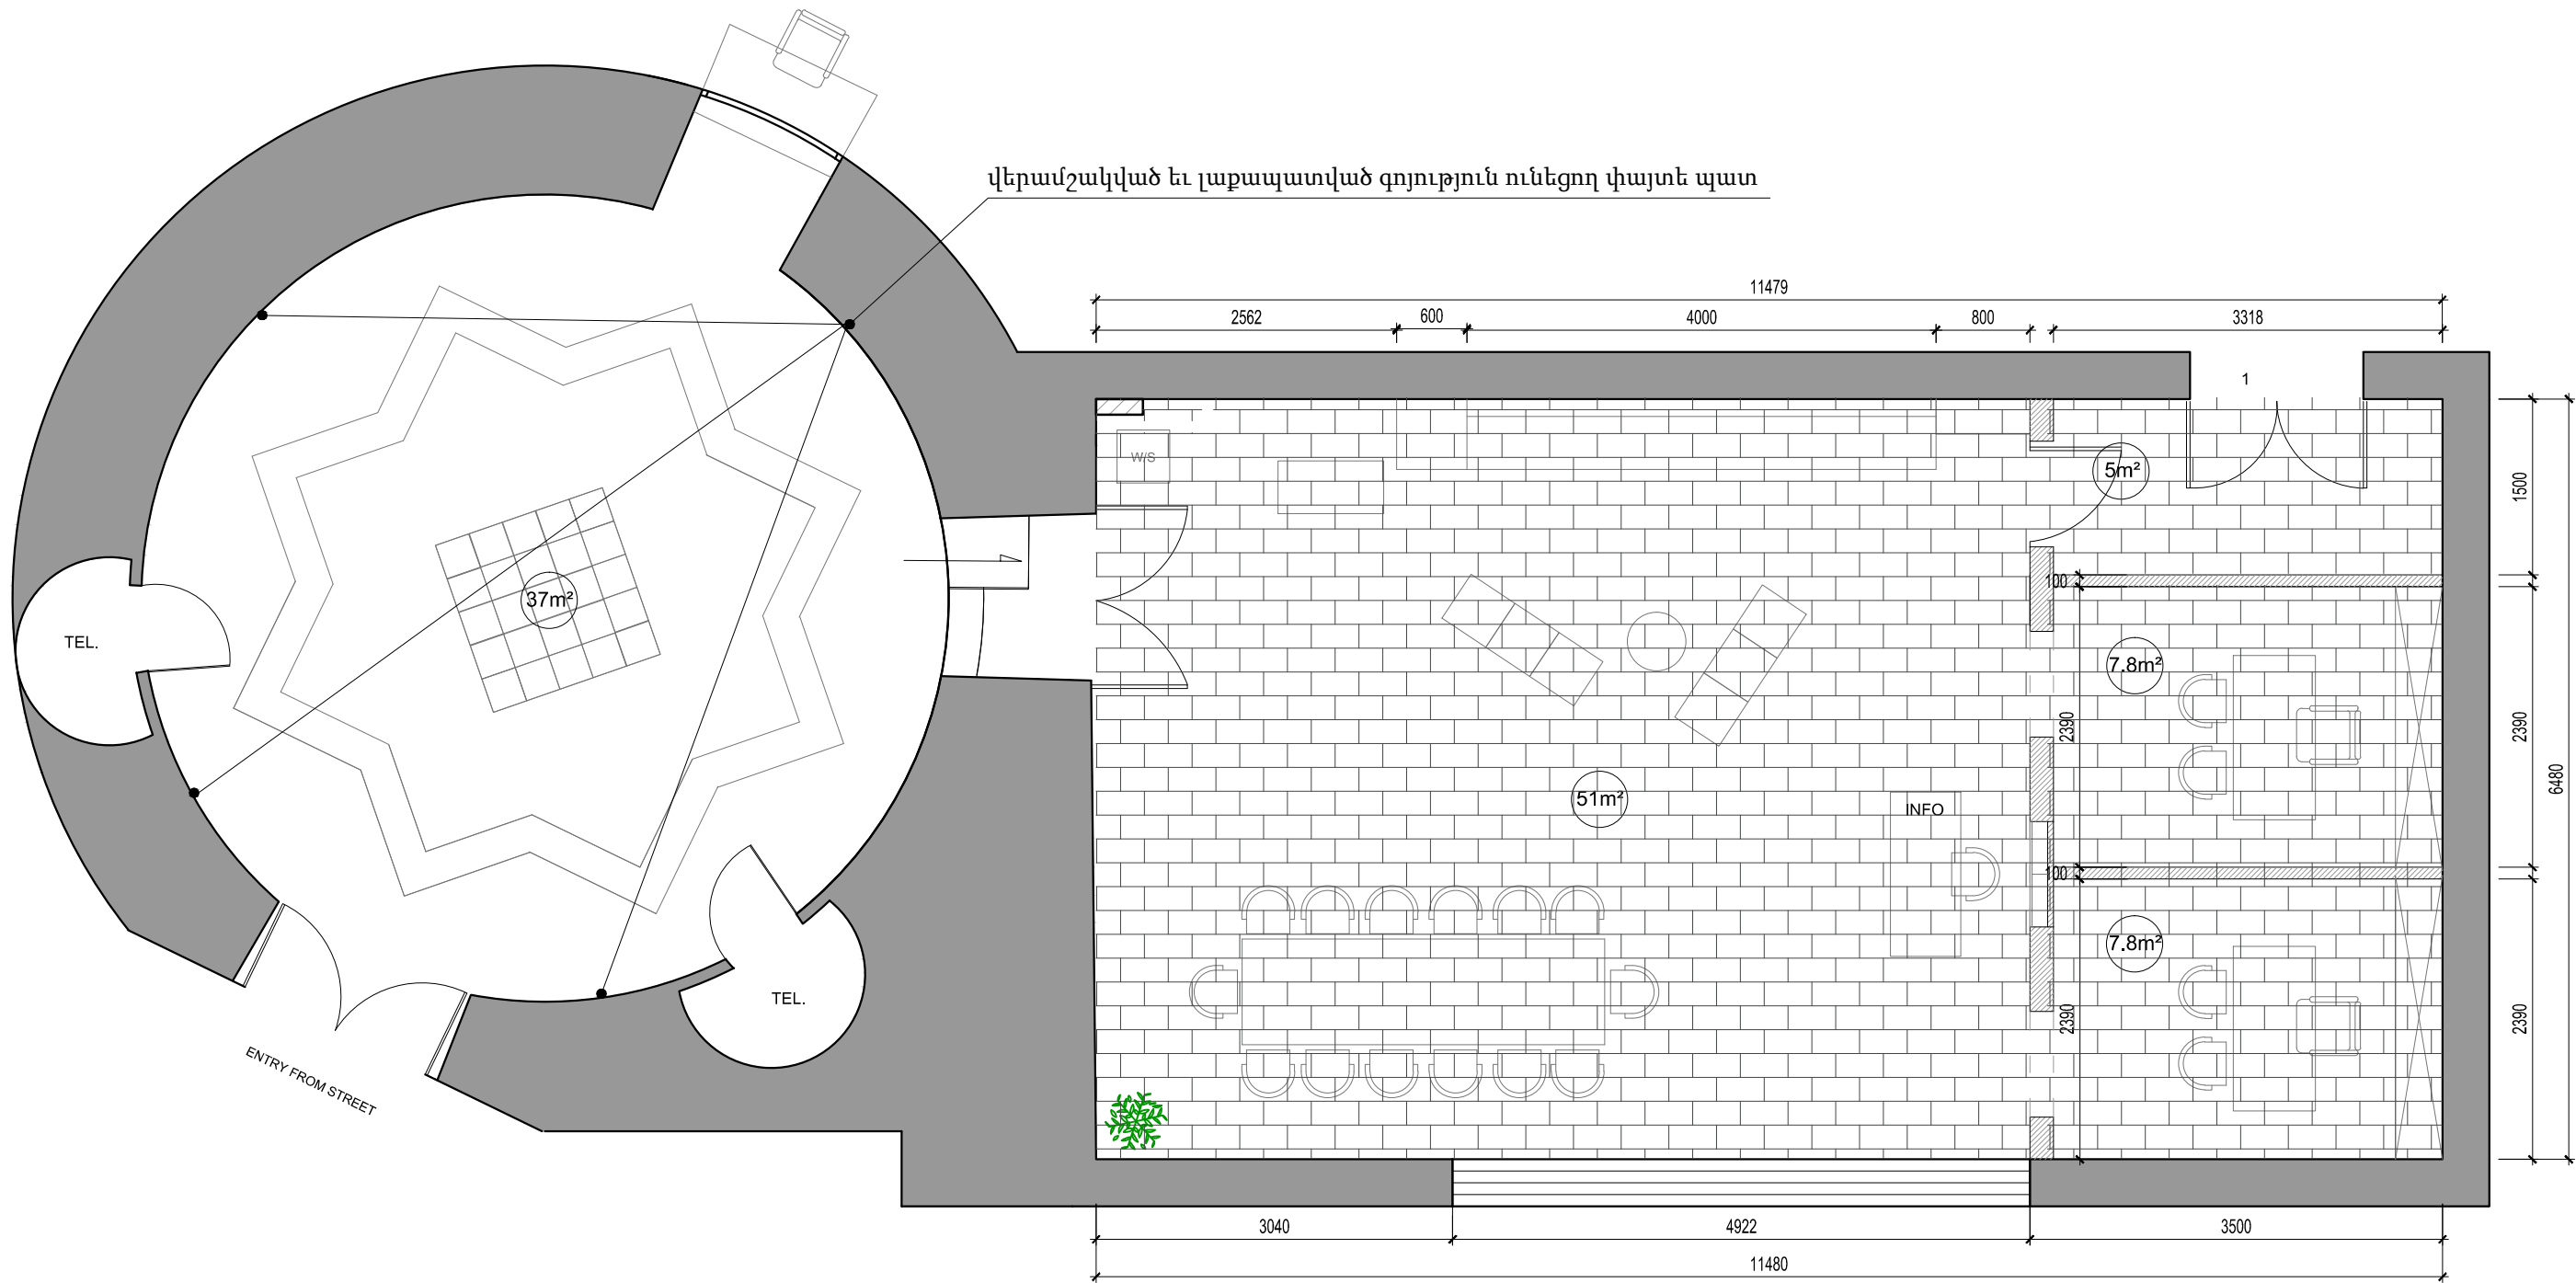 վերամշակված եւ լաքապատված գոյություն ունեցող փայտե պատ
11479
2562 600 4000 800 3318
1
W/S
5m²
1500
100
37m²
TEL.
7.8m²
2390
2390
6480
51m²
INFO
100
7.8m²
TEL.
2390
2390
ENTRY FROM STREET
3040 4922 3500
11480